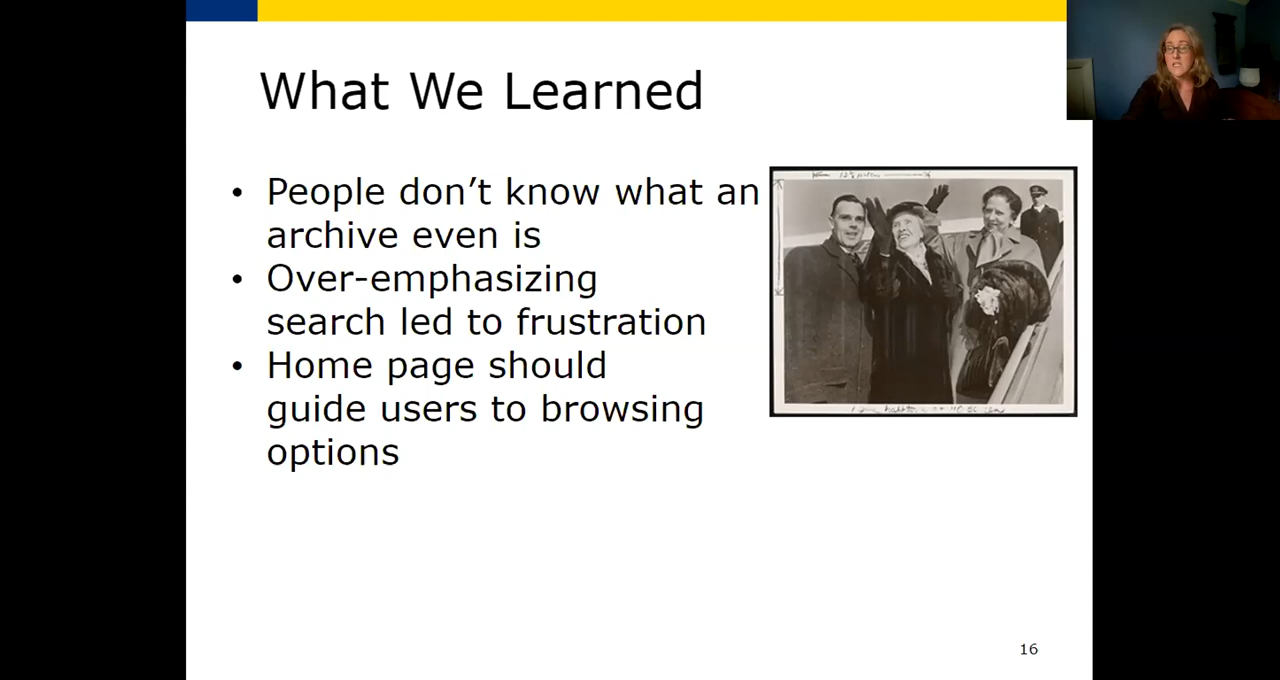 What We Learned
• People don’t know what an
archive even is
• Over-emphasizing
search led to frustration
• Home page should
guide users to browsing
options
16